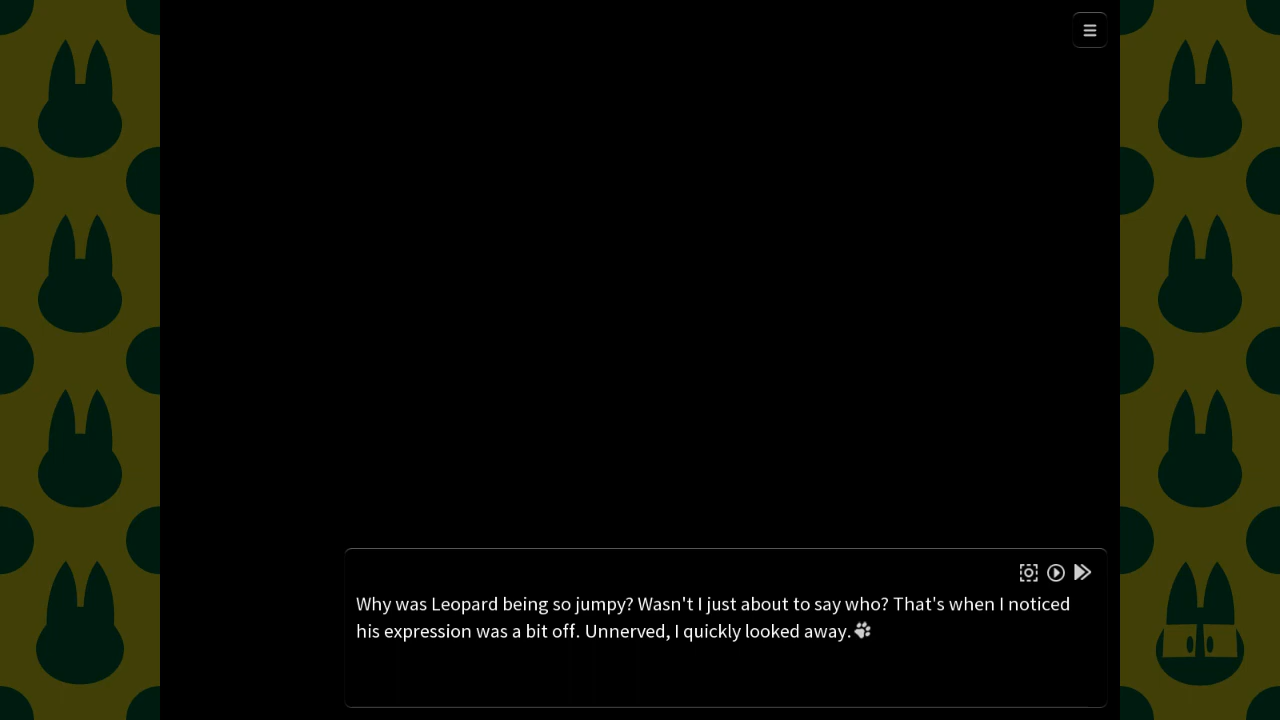 Why was Leopard being so jumpy? Wasn't I just about to say who? That's when I noticed
his expression was a bit off. Unnerved, I quickly looked away.